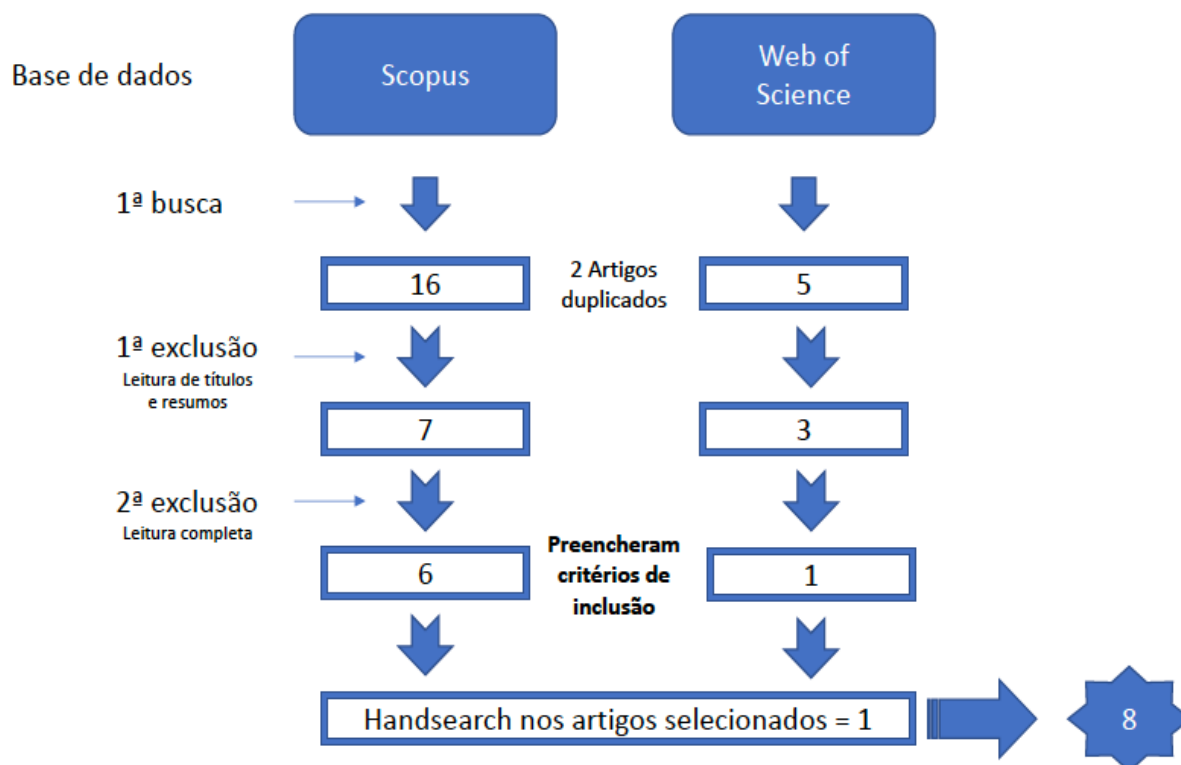 Base de dados
Scopus
Web of
Science
1ª busca
16
2 Artigos
duplicados
5
1ª exclusão
Leitura de títulos
e resumos
7
3
2ª exclusão
Leitura completa
6
Preencheram
critérios de
inclusão
1
Handsearch nos artigos selecionados = 1
8